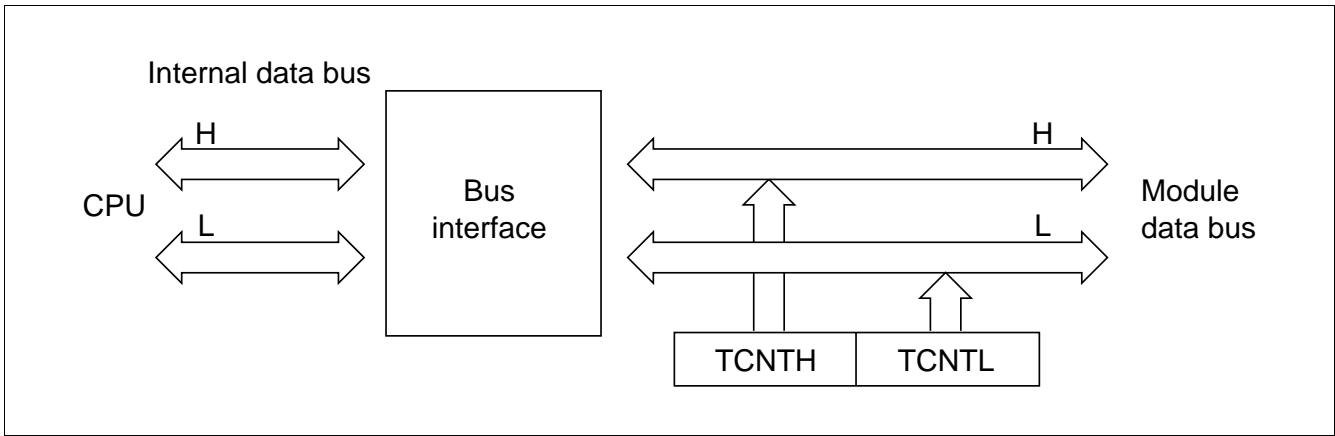 Internal data bus
H
H
CPU
Bus
interface
Module
data bus
L
L
TCNTH
TCNTL